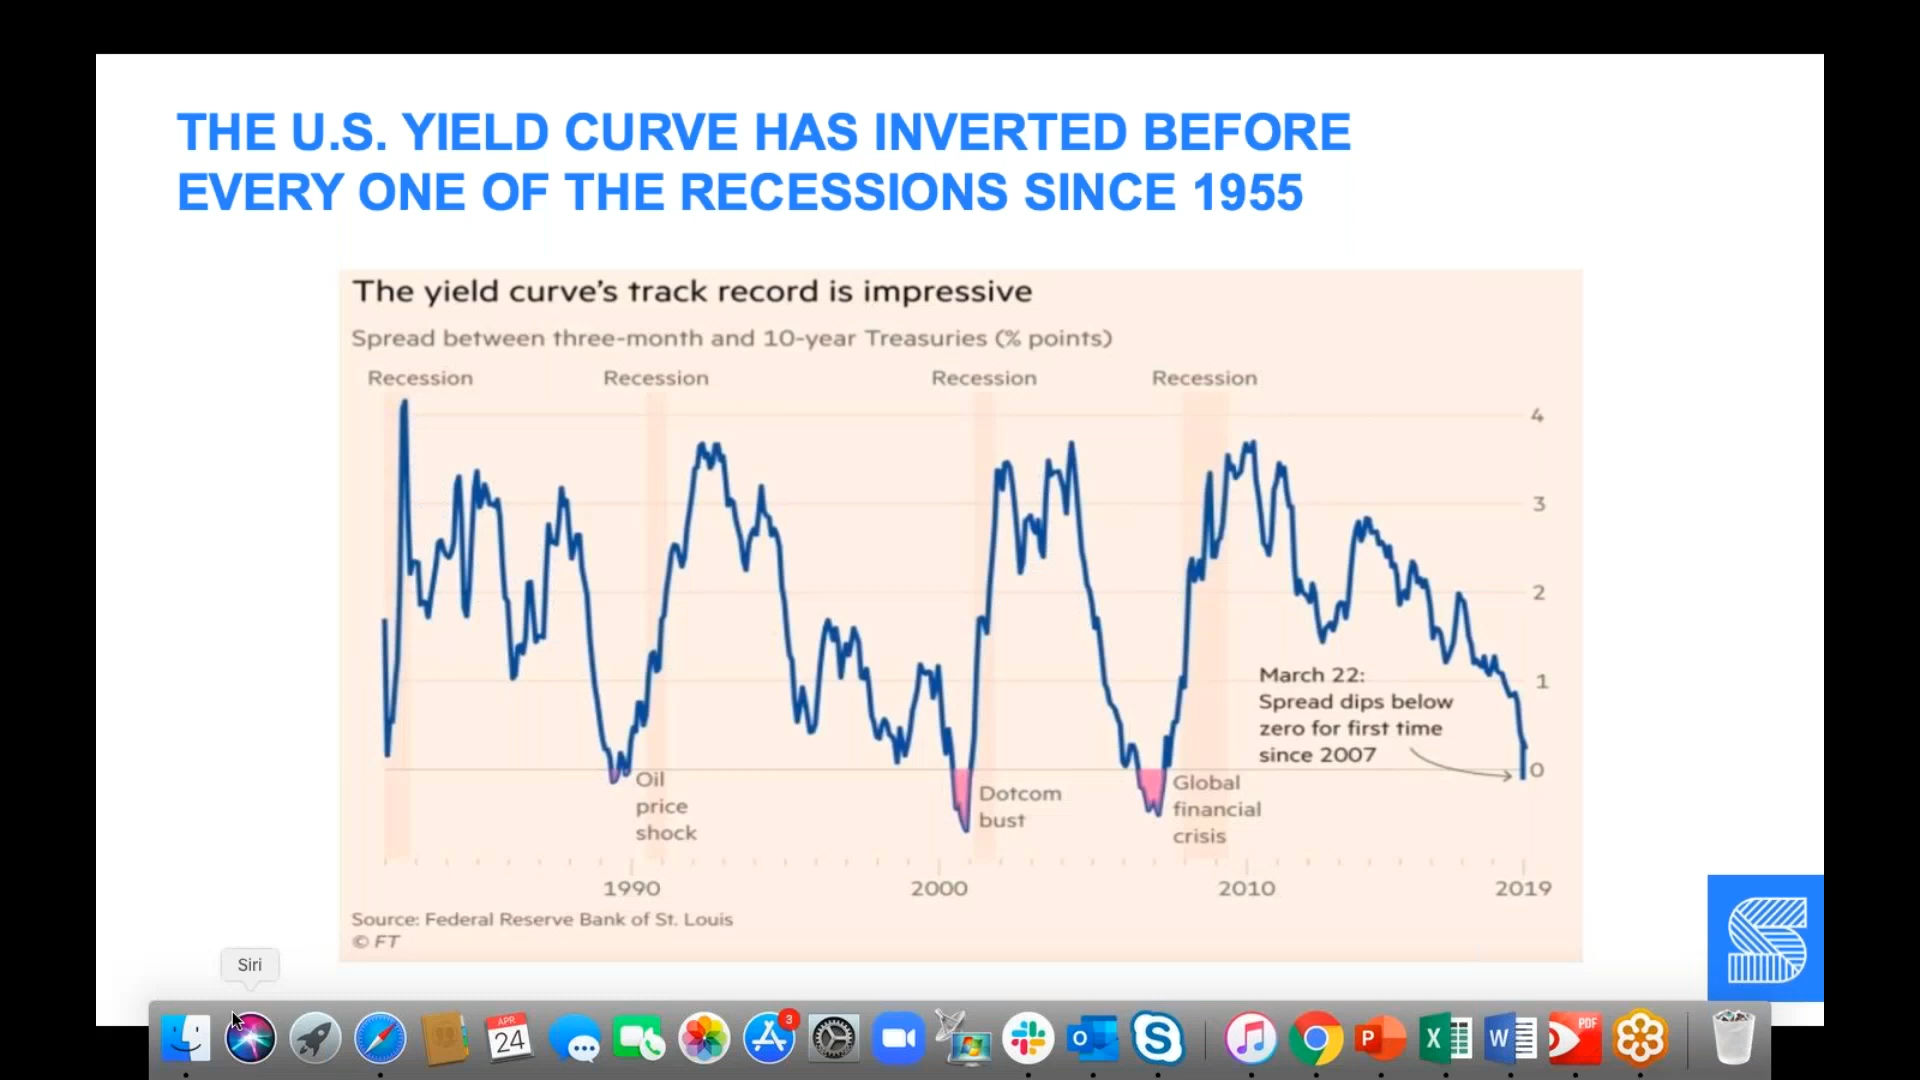 THE U.S. YIELD CURVE HAS INVERTED BEFORE
EVERY ONE OF THE RECESSIONS SINCE 1955
The yield curve's track record is impressive
Spread between three-month and 10-year Treasuries (% points)
Recession
Recession
Recession
Recession
4
3
2
1
0
March 22:
Spread dips below
zero for first time
since 2007
Oil
price
shock
Dotcom
bust
Global
financial
crisis
1990
2000
2010
2019
Source: Federal Reserve Bank of St. Louis
© FT
S
Siri
APR
24
3
O
S
P
X
W
PDF